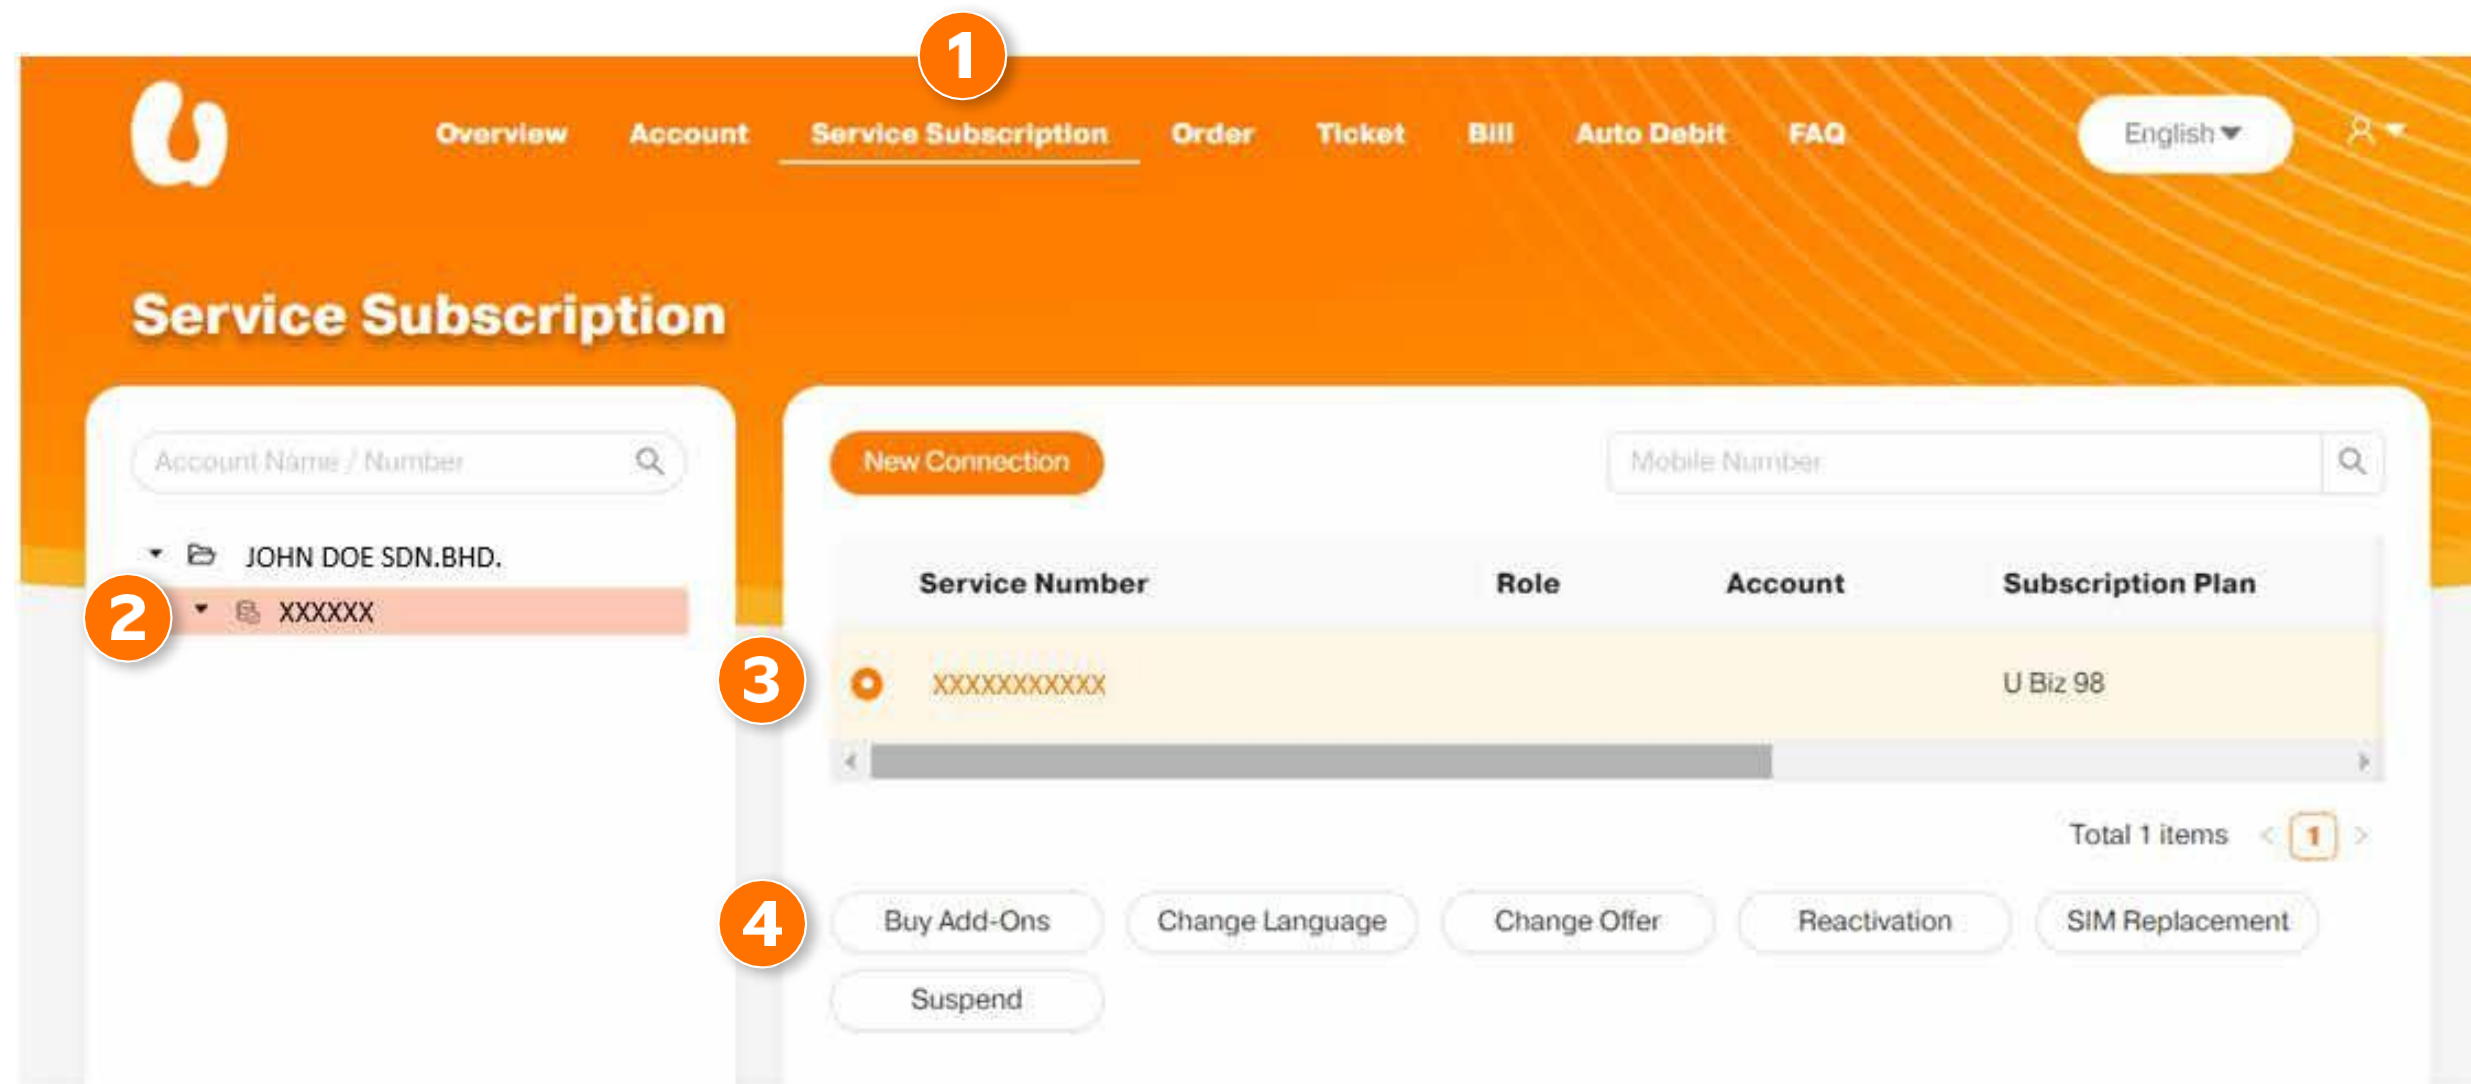 1
Overview Account Service Subscription Order Ticket Bill Auto Debit FAQ English
Service Subscription
Account Name / Number
JOHN DOE SDN.BHD.
2 XXXXXX
New Connection Mobile Number
Service Number Role Account Subscription Plan
3 XXXXXXXXXXX U Biz 98
Total 1 items < 1 >
4 Buy Add-Ons Change Language Change Offer Reactivation SIM Replacement
Suspend